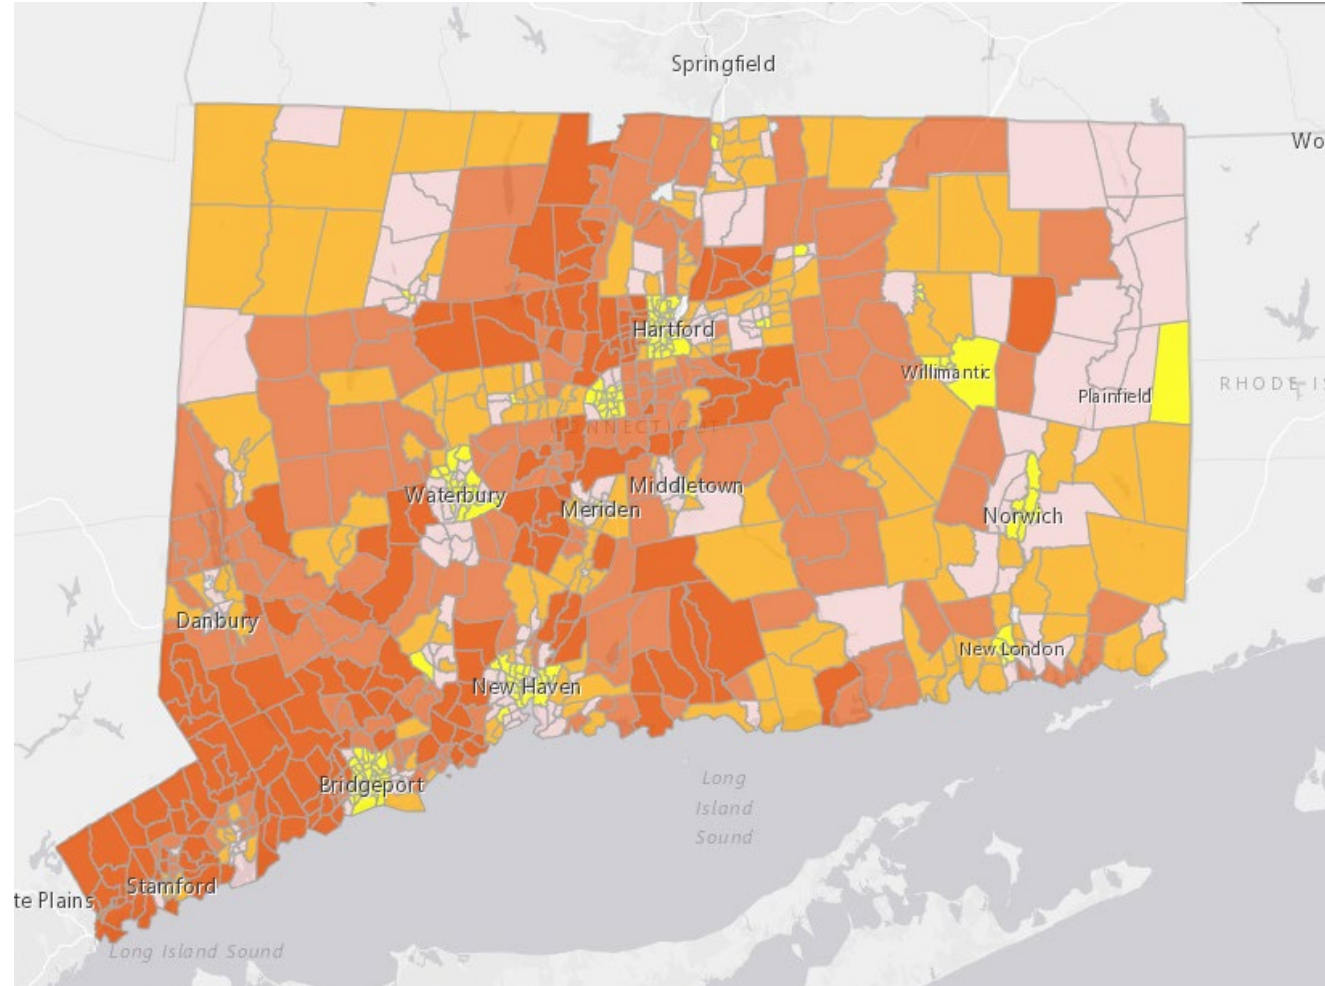 Springfield
Wo
Hartford
Willimantic
RHODE IS
Plainfield
CONNECTICUT
Waterbury
Middletown
Meriden
Norwich
Danbury
New London
New Haven
Bridgeport
Long
Island
Sound
Stamford
te Plains
Long Island Sound